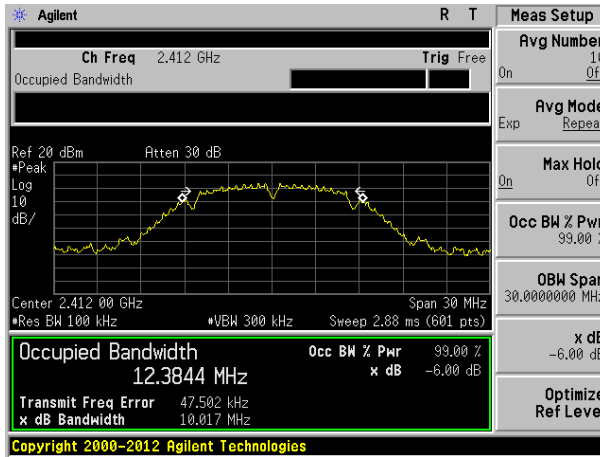 Agilent R T Meas Setup
Ch Freq 2.412 GHz Trig Free
Occupied Bandwidth
Avg Number
On Of
Avg Mode
Exp Repea
Ref 20 dBm Atten 30 dB
#Peak
Log
10
dB/
Max Hold
On Of
Occ BW % Pwr
99.00 %
OBW Span
30.0000000 MHz
Center 2.412 00 GHz Span 30 MHz
#Res BW 100 kHz #VBW 300 kHz Sweep 2.88 ms (601 pts)
x dB
-6.00 dB
Occupied Bandwidth Occ BW % Pwr 99.00 %
12.3844 MHz x dB -6.00 dB
Transmit Freq Error 47.502 kHz
x dB Bandwidth 10.017 MHz
Optimize
Ref Leve
Copyright 2000-2012 Agilent Technologies